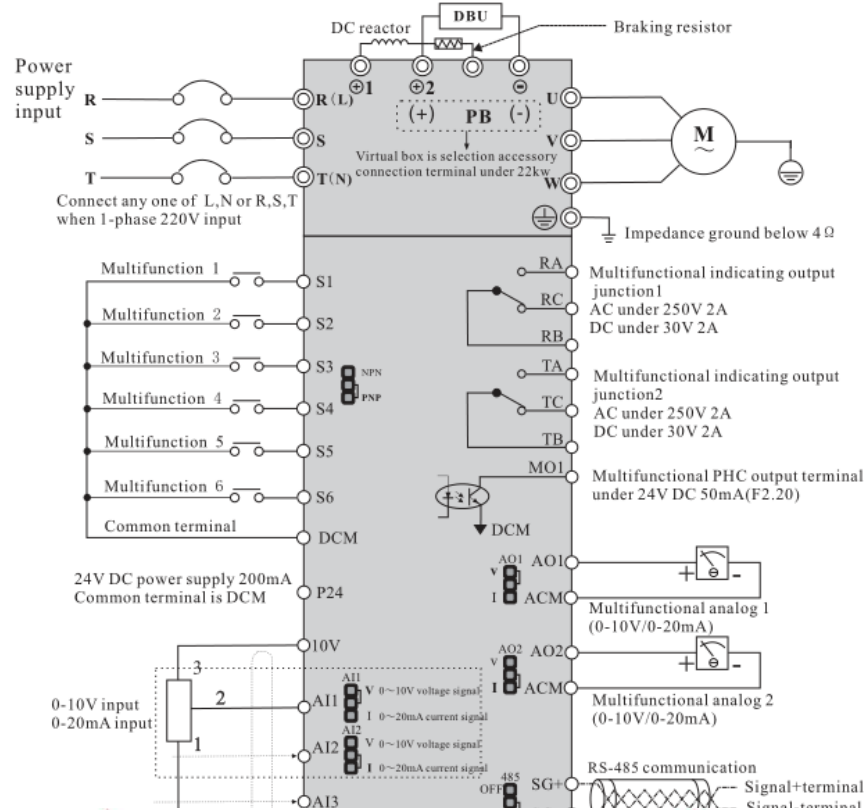 DBU
DC reactor
Braking resistor
Power
supply
input
⊕1
⊕2
⊖
R
R(L)
(+) PB (-)
U
S
S
V
M
~
Virtual box is selection accessory
connection terminal under 22kw
T
T(N)
W
Connect any one of L,N or R,S,T
when 1-phase 220V input
Impedance ground below 4Ω
Multifunction 1
S1
Multifunction 2
S2
Multifunction 3
S3
Multifunction 4
S4
Multifunction 5
S5
Multifunction 6
S6
Common terminal
DCM
NPN
PNP
RA
RC
RB
Multifunctional indicating output
junction1
AC under 250V 2A
DC under 30V 2A
TA
TC
TB
Multifunctional indicating output
junction2
AC under 250V 2A
DC under 30V 2A
MO1
Multifunctional PHC output terminal
under 24V DC 50mA(F2.20)
DCM
24V DC power supply 200mA
Common terminal is DCM
P24
AO1
V
I
AO1
ACM
+ -
Multifunctional analog 1
(0-10V/0-20mA)
10V
3
2
1
0-10V input
0-20mA input
AI1
AI1
V 0~10V voltage signal
I 0~20mA current signal
AI2
AI2
V 0~10V voltage signal
I 0~20mA current signal
AI3
AO2
V
I
AO2
ACM
+ -
Multifunctional analog 2
(0-10V/0-20mA)
485
OFF
SG+
RS-485 communication
Signal+terminal
Signal-terminal